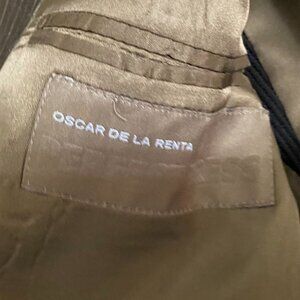 OSCAR DE LA RENTA